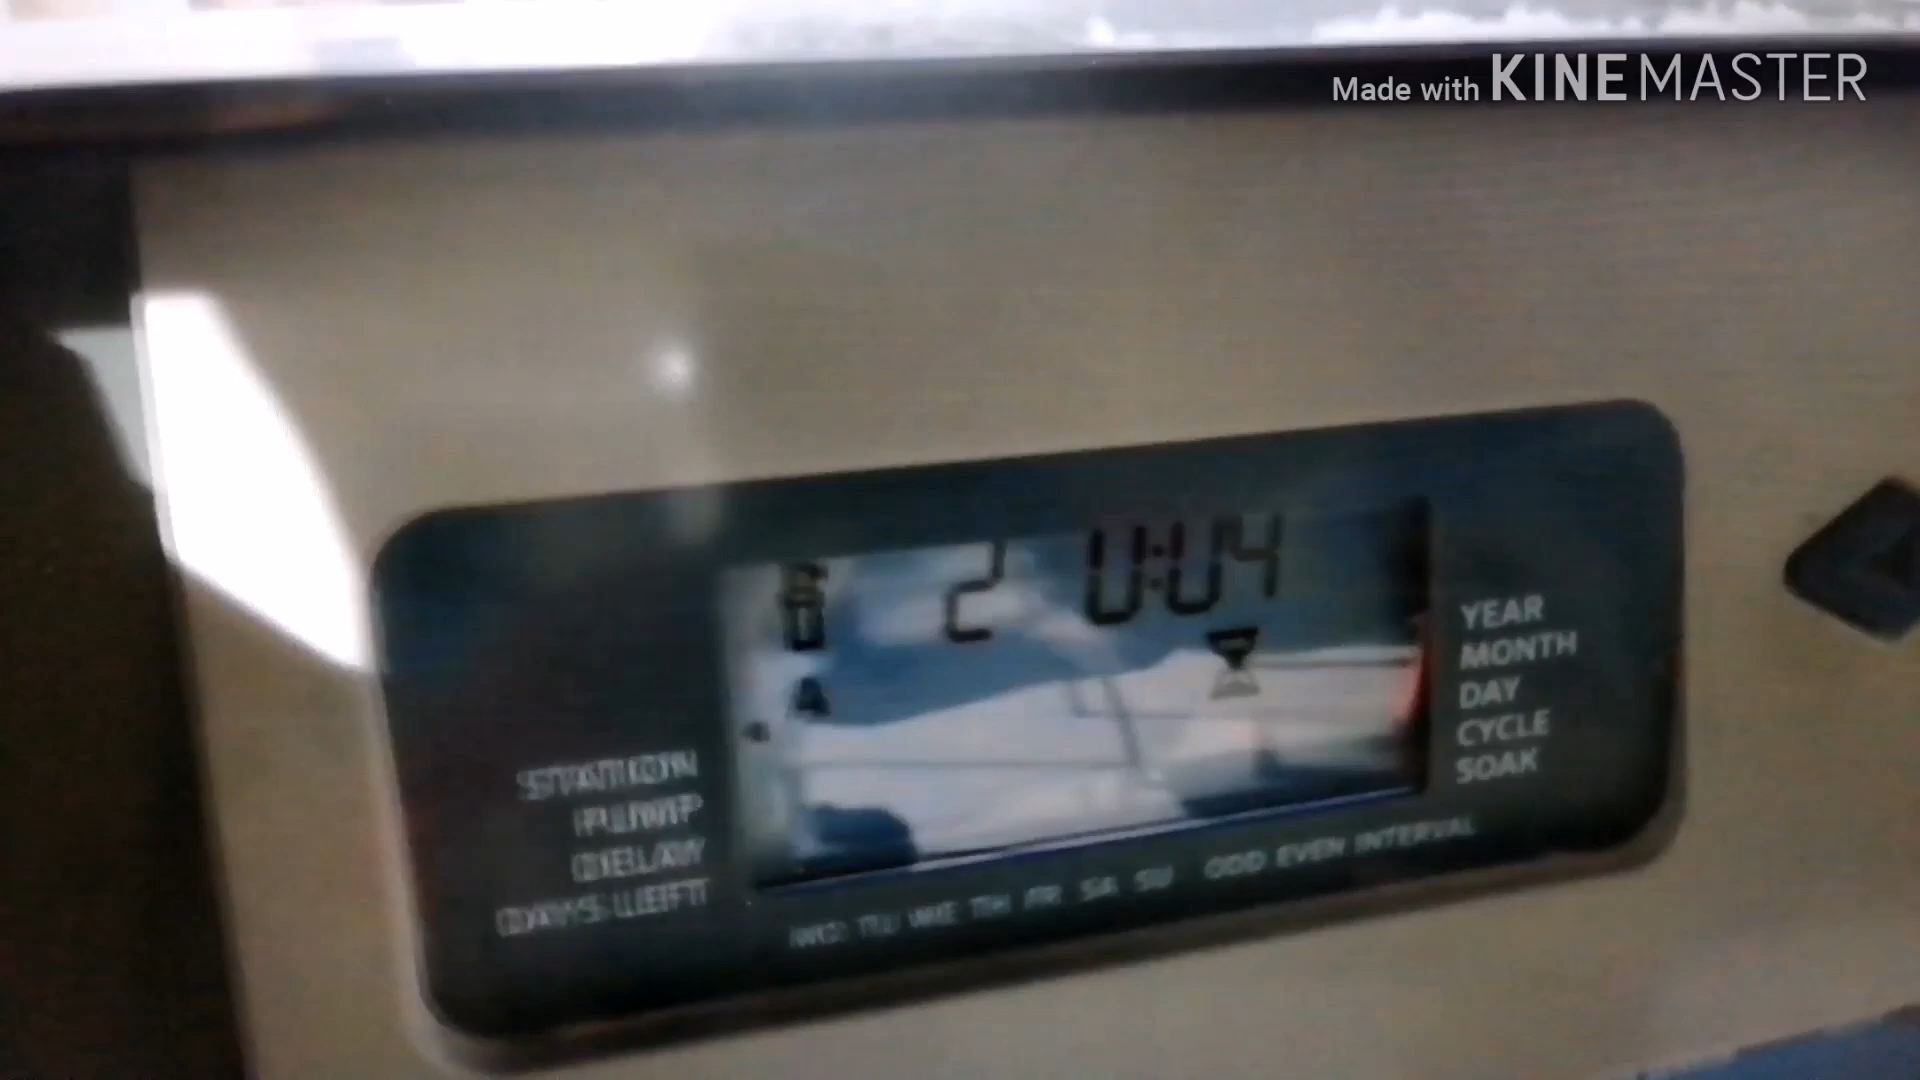 Made with KINEMASTER
2 0:04
A
YEAR
MONTH
DAY
CYCLE
SOAK
STATION
PUMP
DELAY
DAYS LEFT
MO TU WE TH FR SA SU ODD EVEN INTERVAL